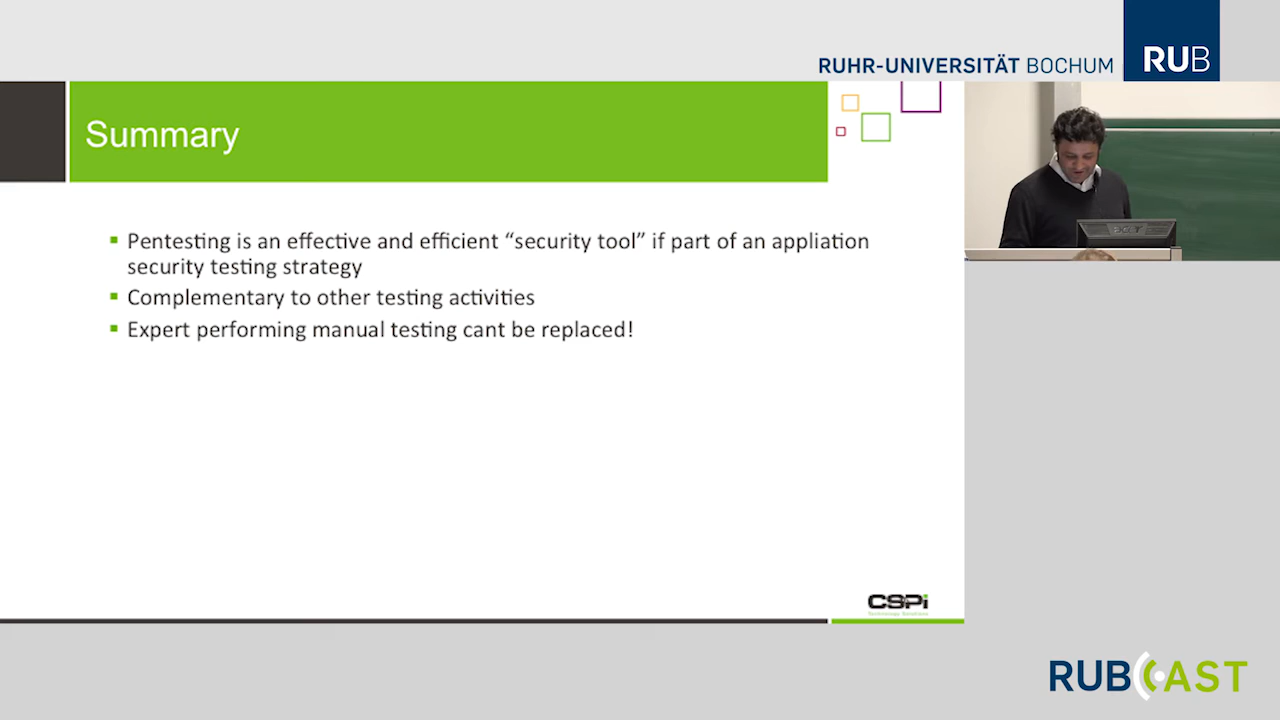 RUHR-UNIVERSITÄT BOCHUM
RUB
Summary
Pentesting is an effective and efficient “security tool” if part of an appliation
security testing strategy
Complementary to other testing activities
Expert performing manual testing cant be replaced!
CSPi
RUBCAST